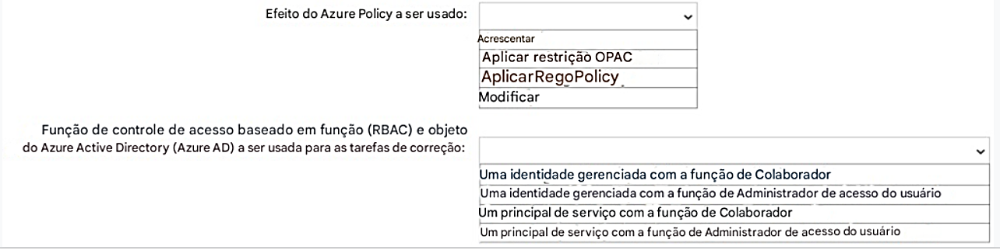 Efeito do Azure Policy a ser usado:
Acrescentar
Aplicar restrição OPAC
AplicarRegoPolicy
Modificar
Função de controle de acesso baseado em função (RBAC) e objeto
do Azure Active Directory (Azure AD) a ser usada para as tarefas de correção:
Uma identidade gerenciada com a função de Colaborador
Uma identidade gerenciada com a função de Administrador de acesso do usuário
Um principal de serviço com a função de Colaborador
Um principal de serviço com a função de Administrador de acesso do usuário